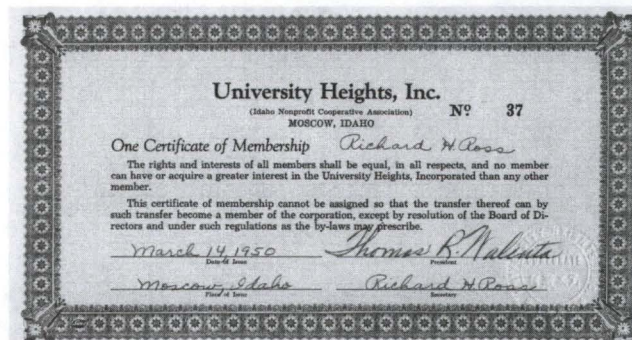 University Heights, Inc.
(Idaho Nonprofit Cooperative Association) Nº 37
MOSCOW, IDAHO
One Certificate of Membership Richard H Ross
The rights and interests of all members shall be equal, in all respects, and no member
can have or acquire a greater interest in the University Heights, Incorporated than any other
member.
This certificate of membership cannot be assigned so that the transfer thereof can by
such transfer become a member of the corporation, except by resolution of the Board of Di-
rectors and under such regulations as the by-laws may prescribe.
March 14, 1950 Thomas R. Walenta
Date of Issue President
Moscow, Idaho Richard H Ross
Place of Issue Secretary